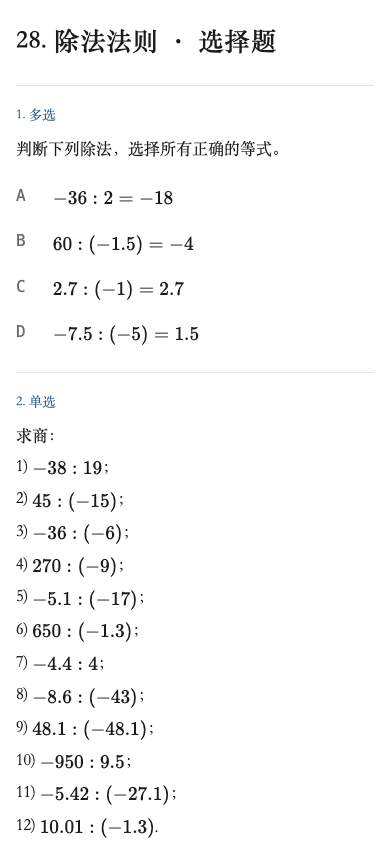 28. 除法法则 · 选择题
1. 多选
判断下列除法，选择所有正确的等式。
A −36 : 2 = −18
B 60 : (−1.5) = −4
C 2.7 : (−1) = 2.7
D −7.5 : (−5) = 1.5
2. 单选
求商：
1) −38 : 19;
2) 45 : (−15);
3) −36 : (−6);
4) 270 : (−9);
5) −5.1 : (−17);
6) 650 : (−1.3);
7) −4.4 : 4;
8) −8.6 : (−43);
9) 48.1 : (−48.1);
10) −950 : 9.5;
11) −5.42 : (−27.1);
12) 10.01 : (−1.3).